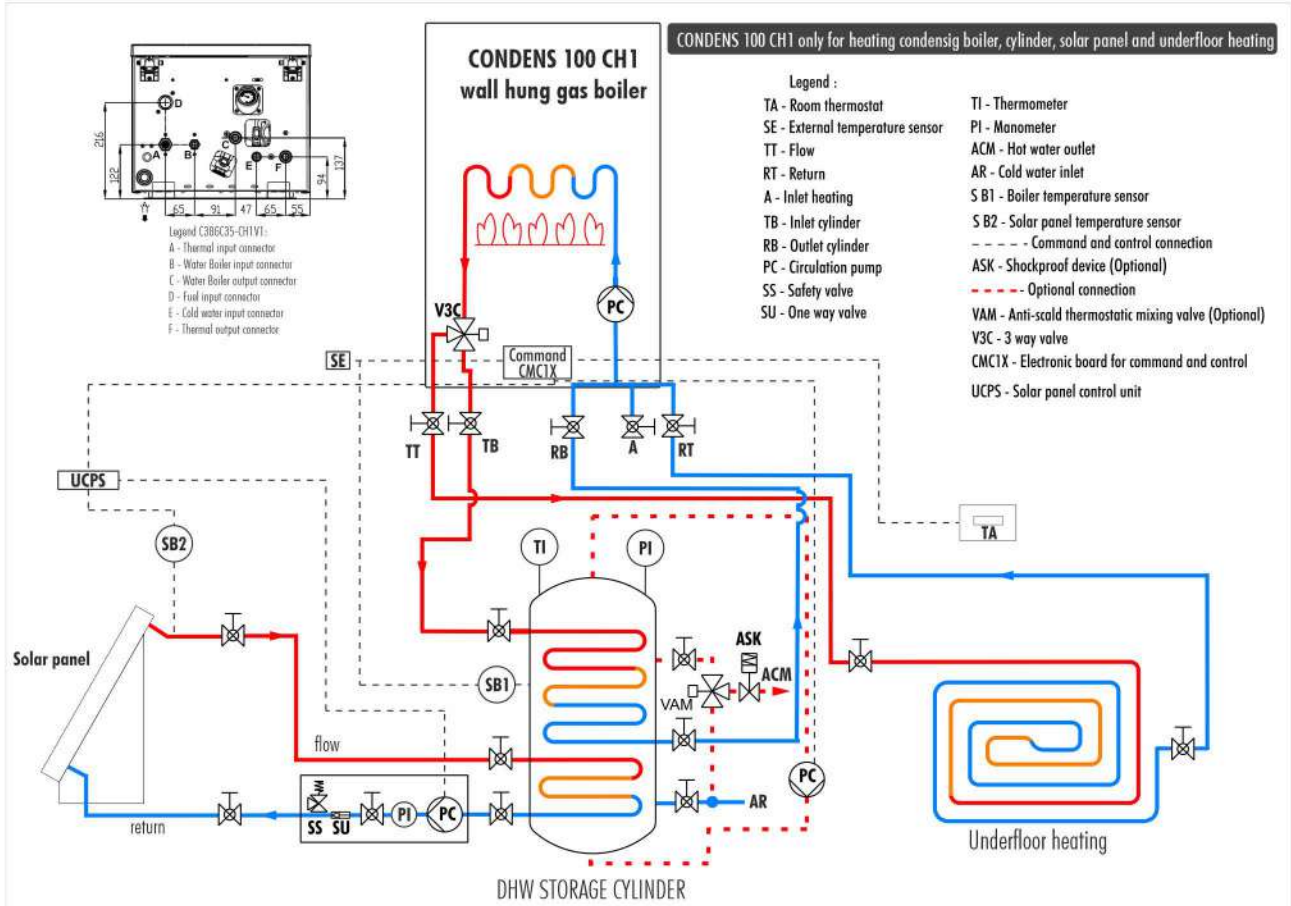 CONDENS 100 CH1 only for heating condensig boiler, cylinder, solar panel and underfloor heating
CONDENS 100 CH1
wall hung gas boiler
Legend :
TA - Room thermostat
SE - External temperature sensor
TT - Flow
RT - Return
A - Inlet heating
TB - Inlet cylinder
RB - Outlet cylinder
PC - Circulation pump
SS - Safety valve
SU - One way valve
TI - Thermometer
PI - Manometer
ACM - Hot water outlet
AR - Cold water inlet
S B1 - Boiler temperature sensor
S B2 - Solar panel temperature sensor
- Command and control connection
ASK - Shockproof device (Optional)
- Optional connection
VAM - Anti-scald thermostatic mixing valve (Optional)
V3C - 3 way valve
CMC1X - Electronic board for command and control
UCPS - Solar panel control unit
D
A
B
C
E
F
216
122
137
94
65
91
47
65
55
Legend C3BGC35-CH1V1:
A - Thermal input connector
B - Water Boiler input connector
C - Water Boiler output connector
D - Fuel input connector
E - Cold water input connector
F - Thermal output connector
PC
V3C
SE
Command
CMC1X
TT
TB
RB
A
RT
UCPS
TA
SB2
TI
PI
Solar panel
ASK
ACM
SB1
VAM
flow
PC
AR
SS
SU
PI
PC
return
Underfloor heating
DHW STORAGE CYLINDER